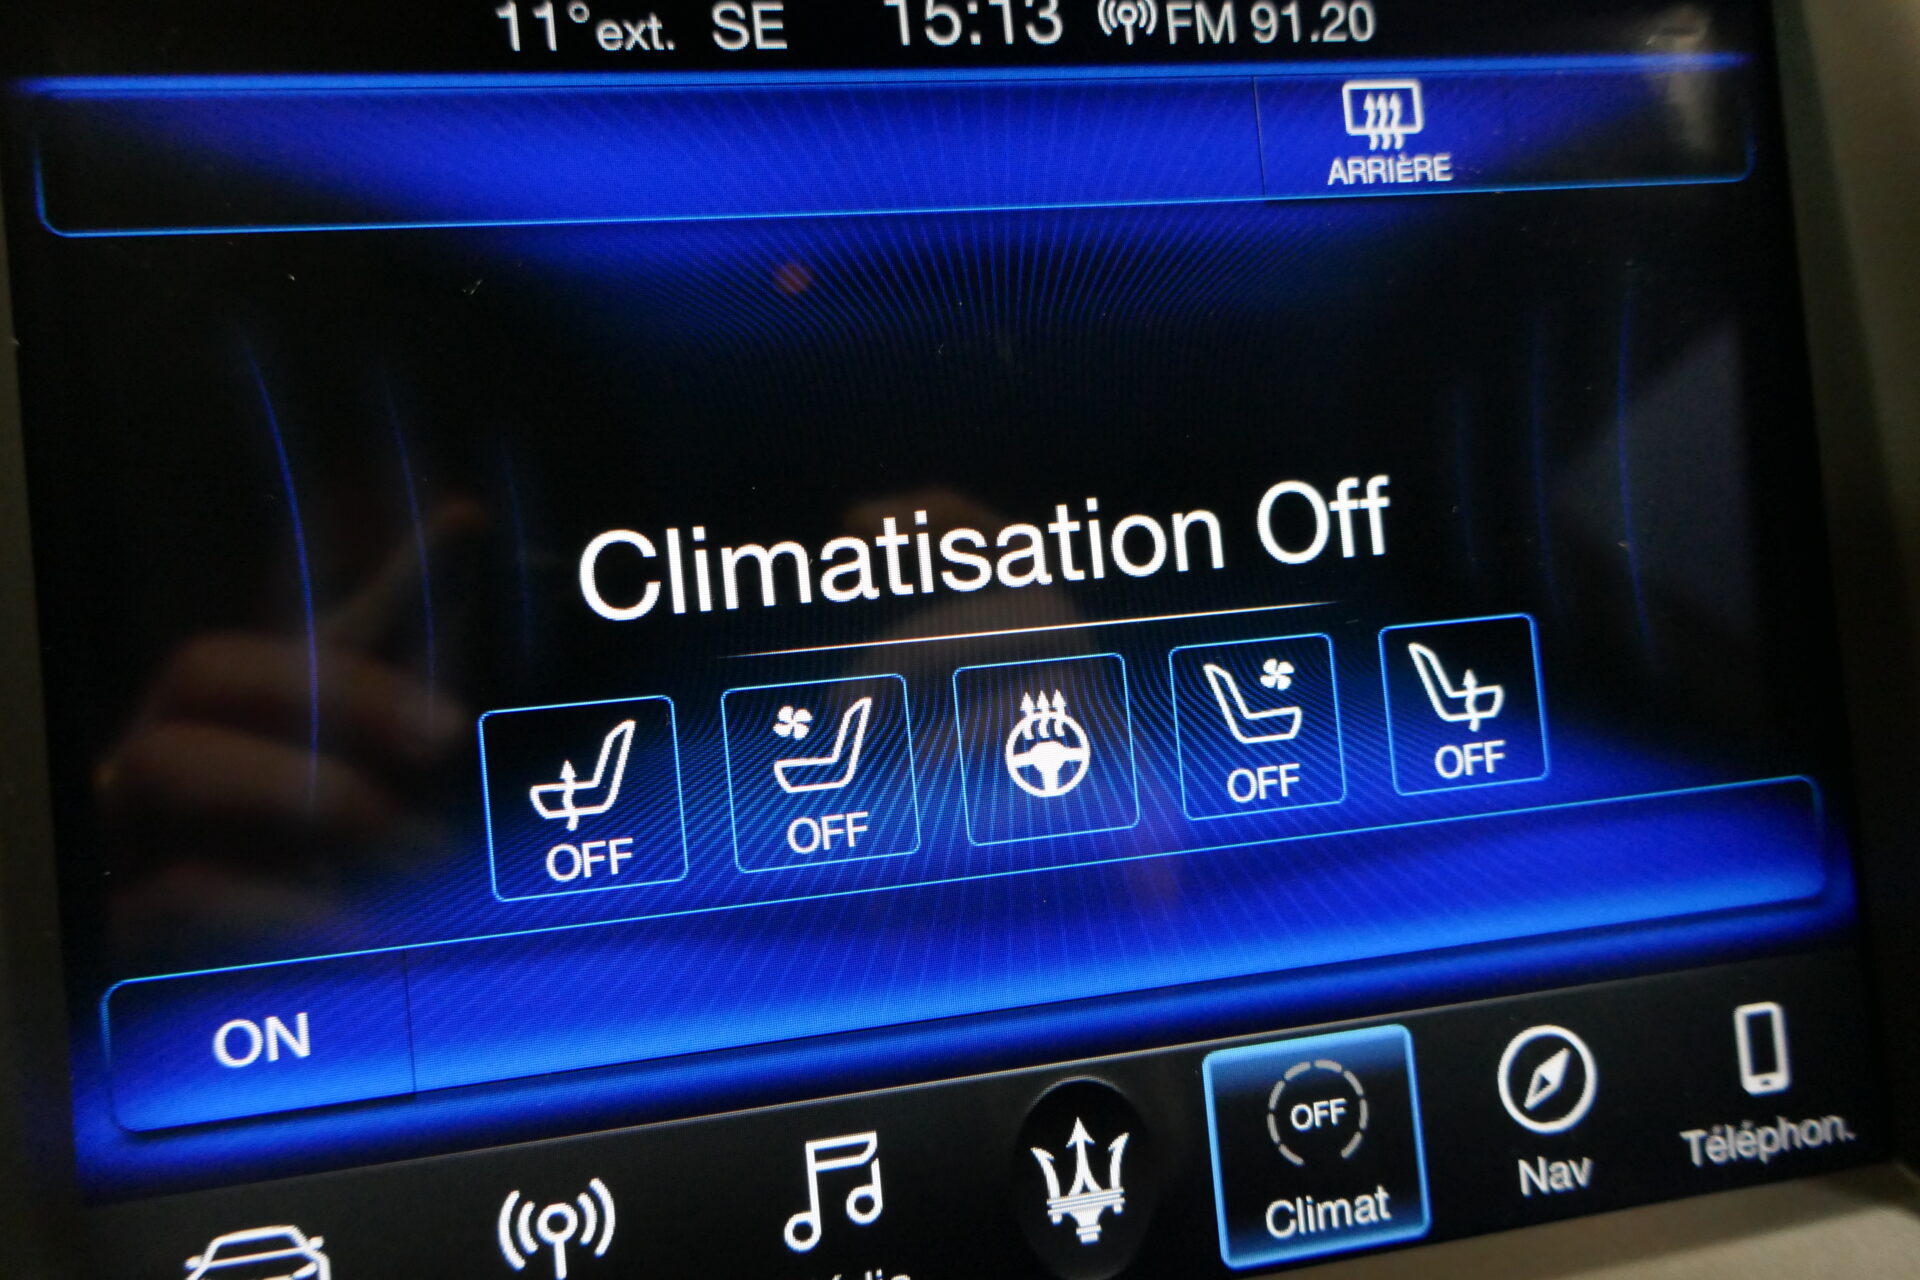 11° ext. SE 15:13 FM 91.20
ARRIÈRE
Climatisation Off
OFF OFF OFF OFF
ON
OFF
Climat Nav Téléphon.